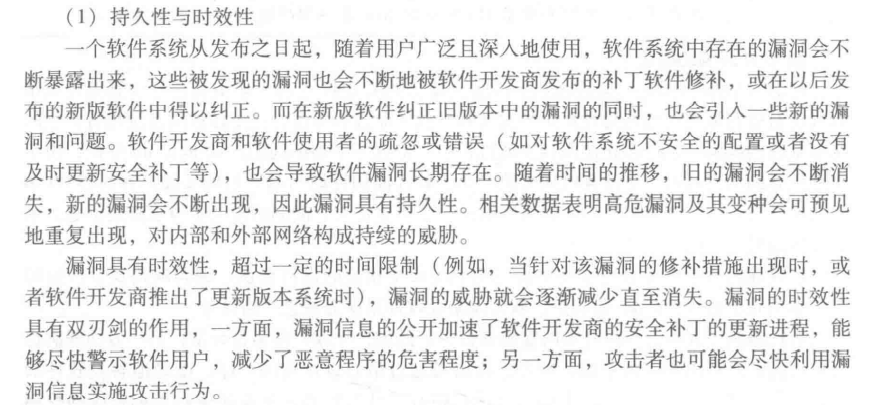 （1）持久性与时效性
一个软件系统从发布之日起，随着用户广泛且深入地使用，软件系统中存在的漏洞会不
断暴露出来，这些被发现的漏洞也会不断地被软件开发商发布的补丁软件修补，或在以后发
布的新版软件中得以纠正。而在新版软件纠正旧版本中的漏洞的同时，也会引入一些新的漏
洞和问题。软件开发商和软件使用者的疏忽或错误（如对软件系统不安全的配置或者没有
及时更新安全补丁等），也会导致软件漏洞长期存在。随着时间的推移，旧的漏洞会不断消
失，新的漏洞会不断出现，因此漏洞具有持久性。相关数据表明高危漏洞及其变种会可预见
地重复出现，对内部和外部网络构成持续的威胁。
漏洞具有时效性，超过一定的时间限制（例如，当针对该漏洞的修补措施出现时，或
者软件开发商推出了更新版本系统时），漏洞的威胁就会逐渐减少直至消失。漏洞的时效性
具有双刃剑的作用，一方面，漏洞信息的公开加速了软件开发商的安全补丁的更新进程，能
够尽快警示软件用户，减少了恶意程序的危害程度；另一方面，攻击者也可能会尽快利用漏
洞信息实施攻击行为。